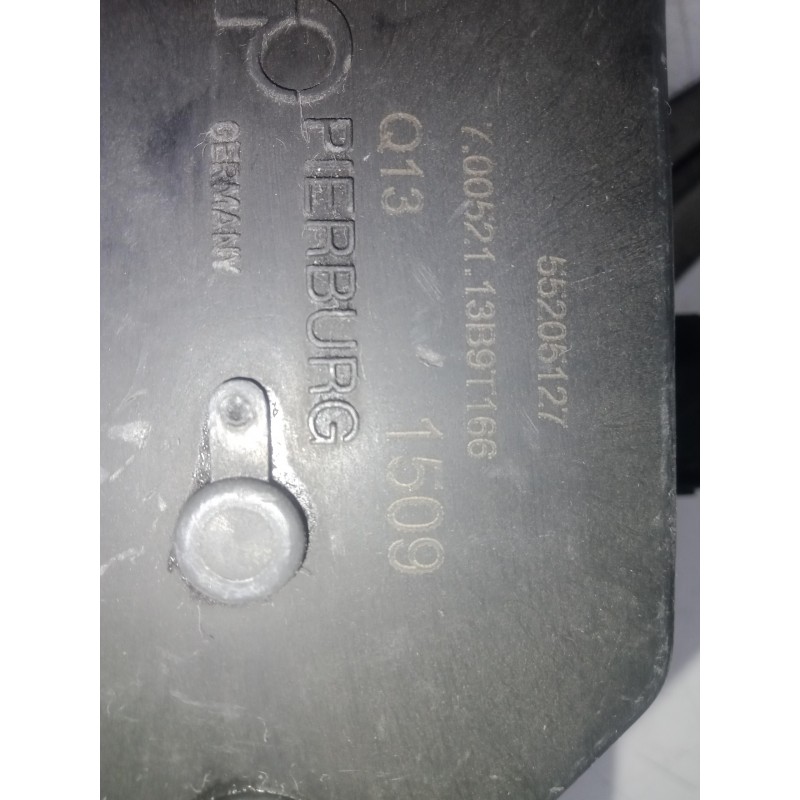 55205127
7.00521.13B9T166
Q13 1509
PIERBURG
GERMANY